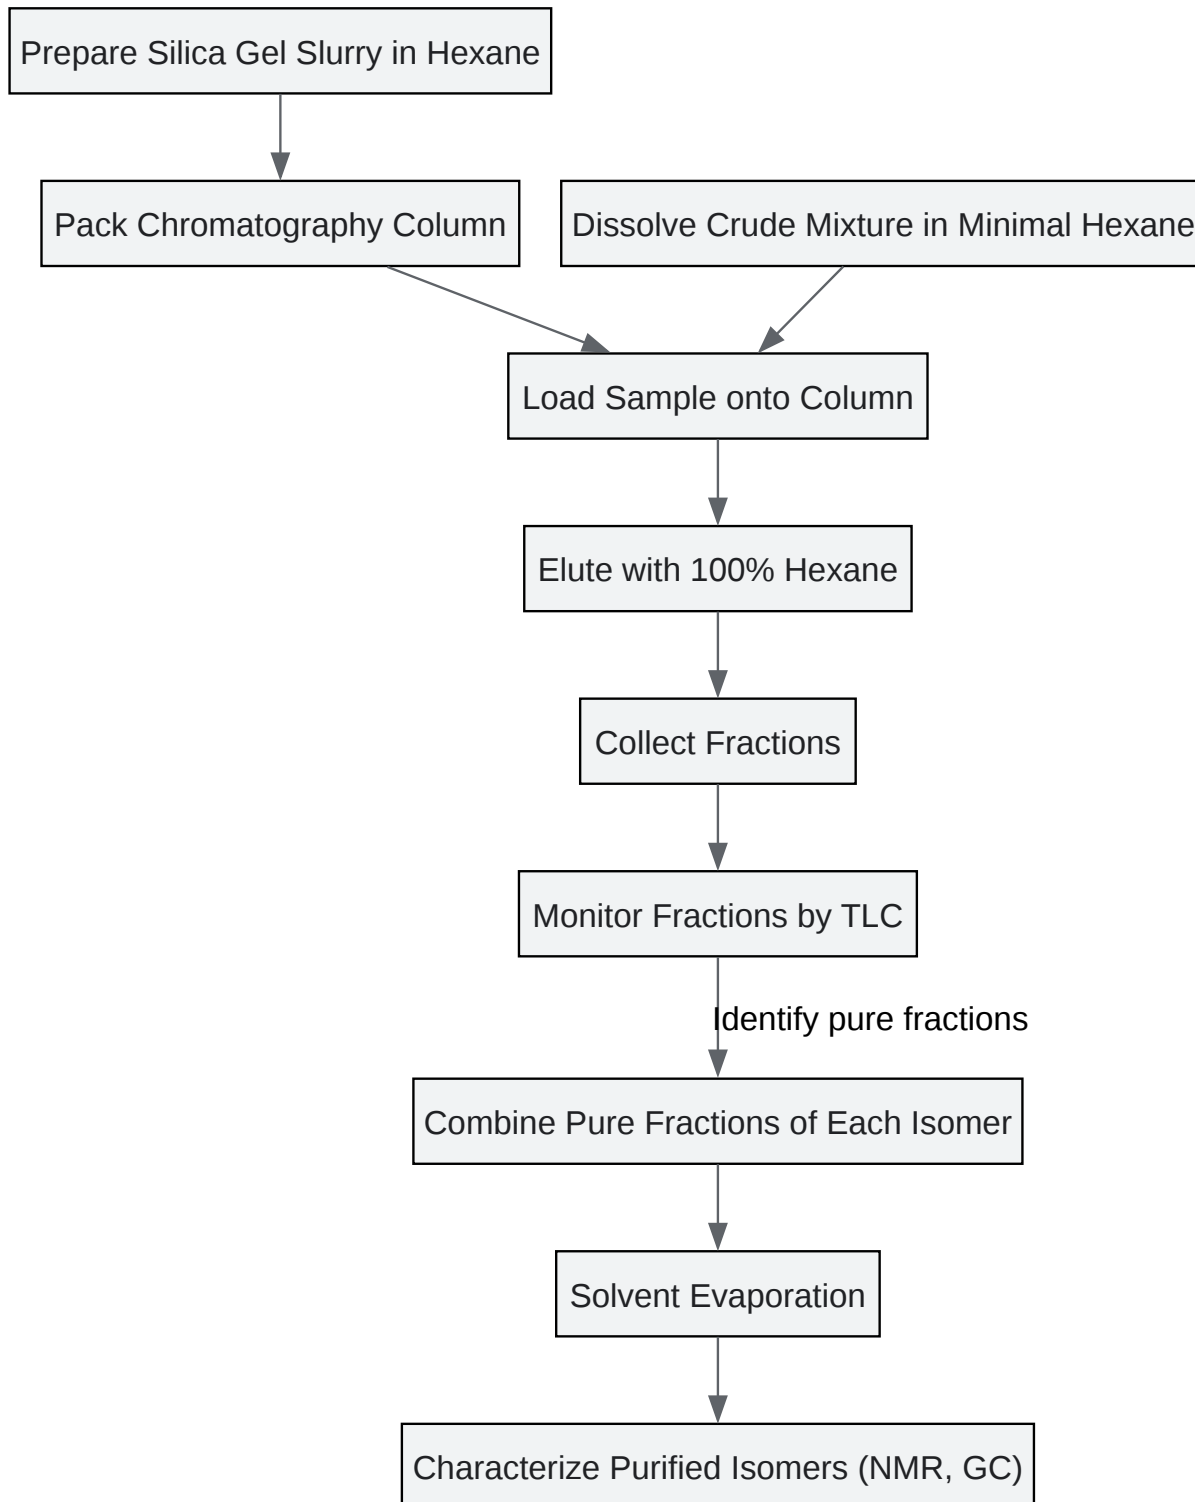 Prepare Silica Gel Slurry in Hexane
Pack Chromatography Column
Dissolve Crude Mixture in Minimal Hexane
Load Sample onto Column
Elute with 100% Hexane
Collect Fractions
Monitor Fractions by TLC
Identify pure fractions
Combine Pure Fractions of Each Isomer
Solvent Evaporation
Characterize Purified Isomers (NMR, GC)